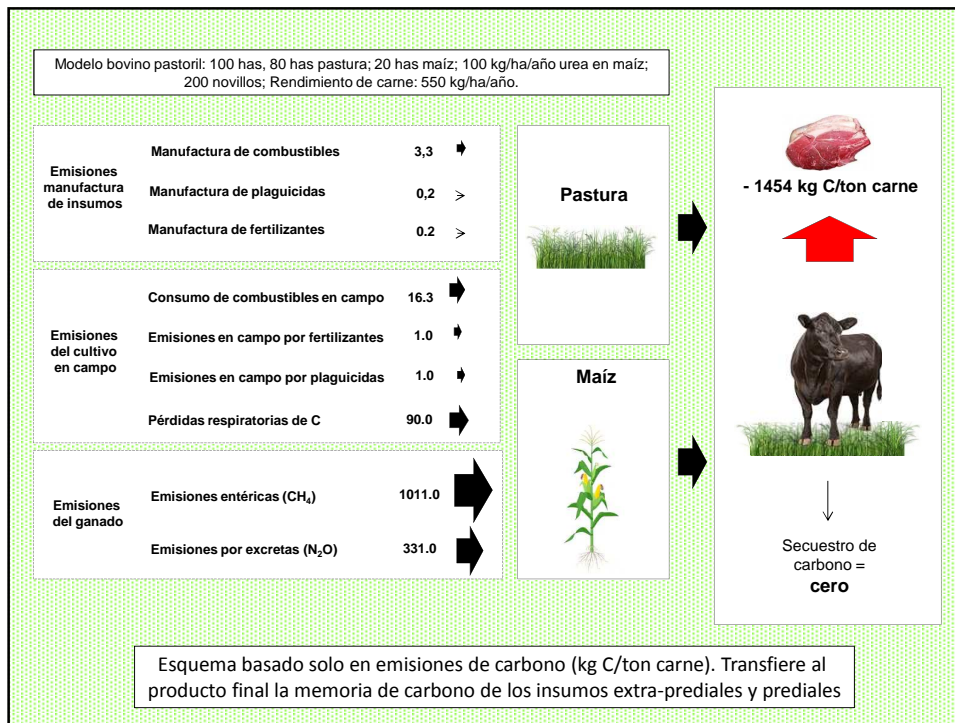 Modelo bovino pastoril: 100 has, 80 has pastura; 20 has maíz; 100 kg/ha/año urea en maíz;
200 novillos; Rendimiento de carne: 550 kg/ha/año.
Emisiones
manufactura
de insumos
Manufactura de combustibles 3,3
Manufactura de plaguicidas 0,2
Manufactura de fertilizantes 0.2
Emisiones
del cultivo
en campo
Consumo de combustibles en campo 16.3
Emisiones en campo por fertilizantes 1.0
Emisiones en campo por plaguicidas 1.0
Pérdidas respiratorias de C 90.0
Emisiones
del ganado
Emisiones entéricas (CH₄) 1011.0
Emisiones por excretas (N₂O) 331.0
Pastura
Maíz
- 1454 kg C/ton carne
Secuestro de
carbono =
cero
Esquema basado solo en emisiones de carbono (kg C/ton carne). Transfiere al
producto final la memoria de carbono de los insumos extra-prediales y prediales